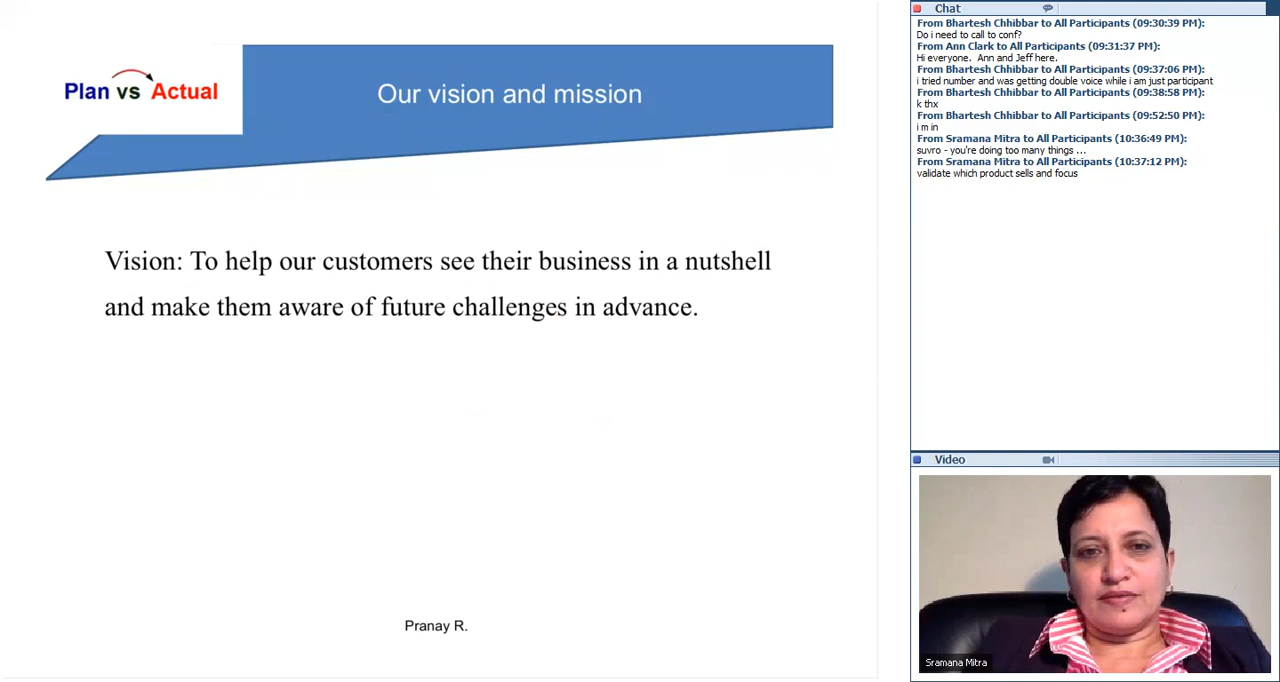 Plan vs Actual
Our vision and mission
Vision: To help our customers see their business in a nutshell
and make them aware of future challenges in advance.
Pranay R.
Chat
From Bhartesh Chhibbar to All Participants (09:30:39 PM):
Do i need to call to conf?
From Ann Clark to All Participants (09:31:37 PM):
Hi everyone.  Ann and Jeff here.
From Bhartesh Chhibbar to All Participants (09:37:06 PM):
i tried number and was getting double voice while i am just participant
From Bhartesh Chhibbar to All Participants (09:38:58 PM):
k thx
From Bhartesh Chhibbar to All Participants (09:52:50 PM):
i m in
From Sramana Mitra to All Participants (10:36:49 PM):
suvro - you're doing too many things ...
From Sramana Mitra to All Participants (10:37:12 PM):
validate which product sells and focus
Video
Sramana Mitra